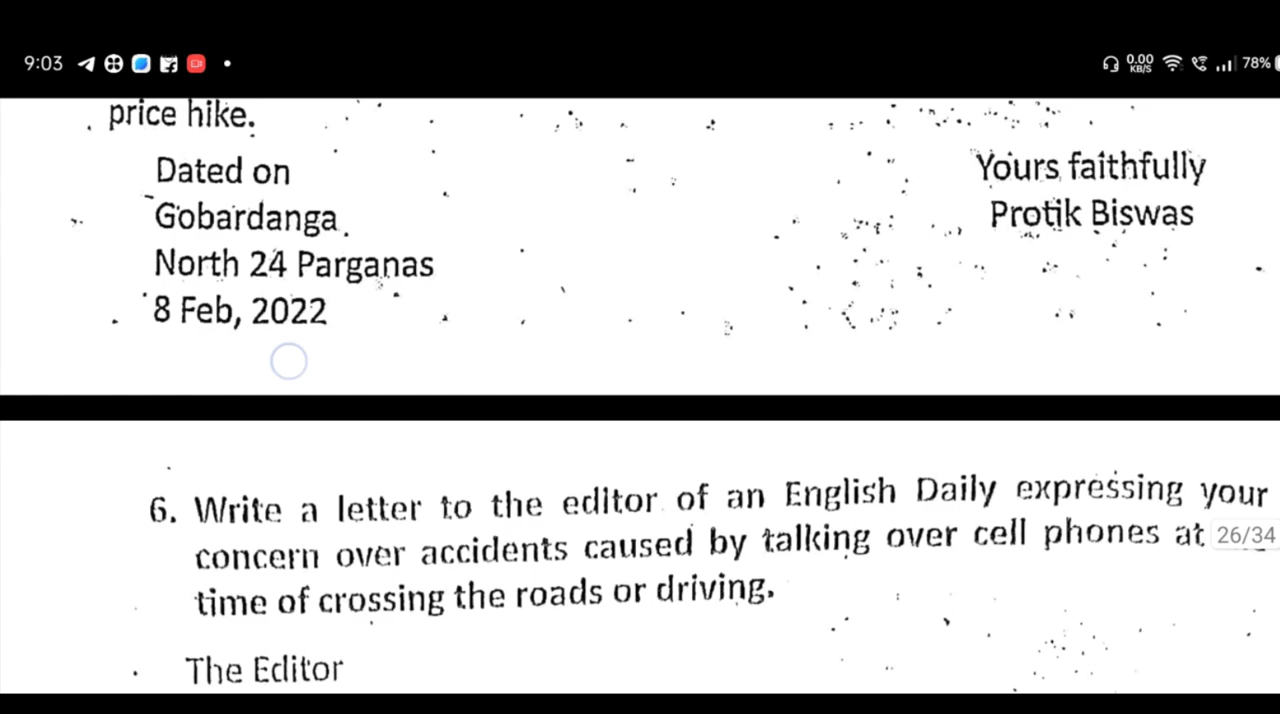 9:03
0.00
KB/S
78%
price hike.
Dated on
Yours faithfully
Gobardanga
Protik Biswas
North 24 Parganas
8 Feb, 2022
6. Write a letter to the editor of an English Daily expressing your
concern over accidents caused by talking over cell phones at
26/34
time of crossing the roads or driving.
The Editor